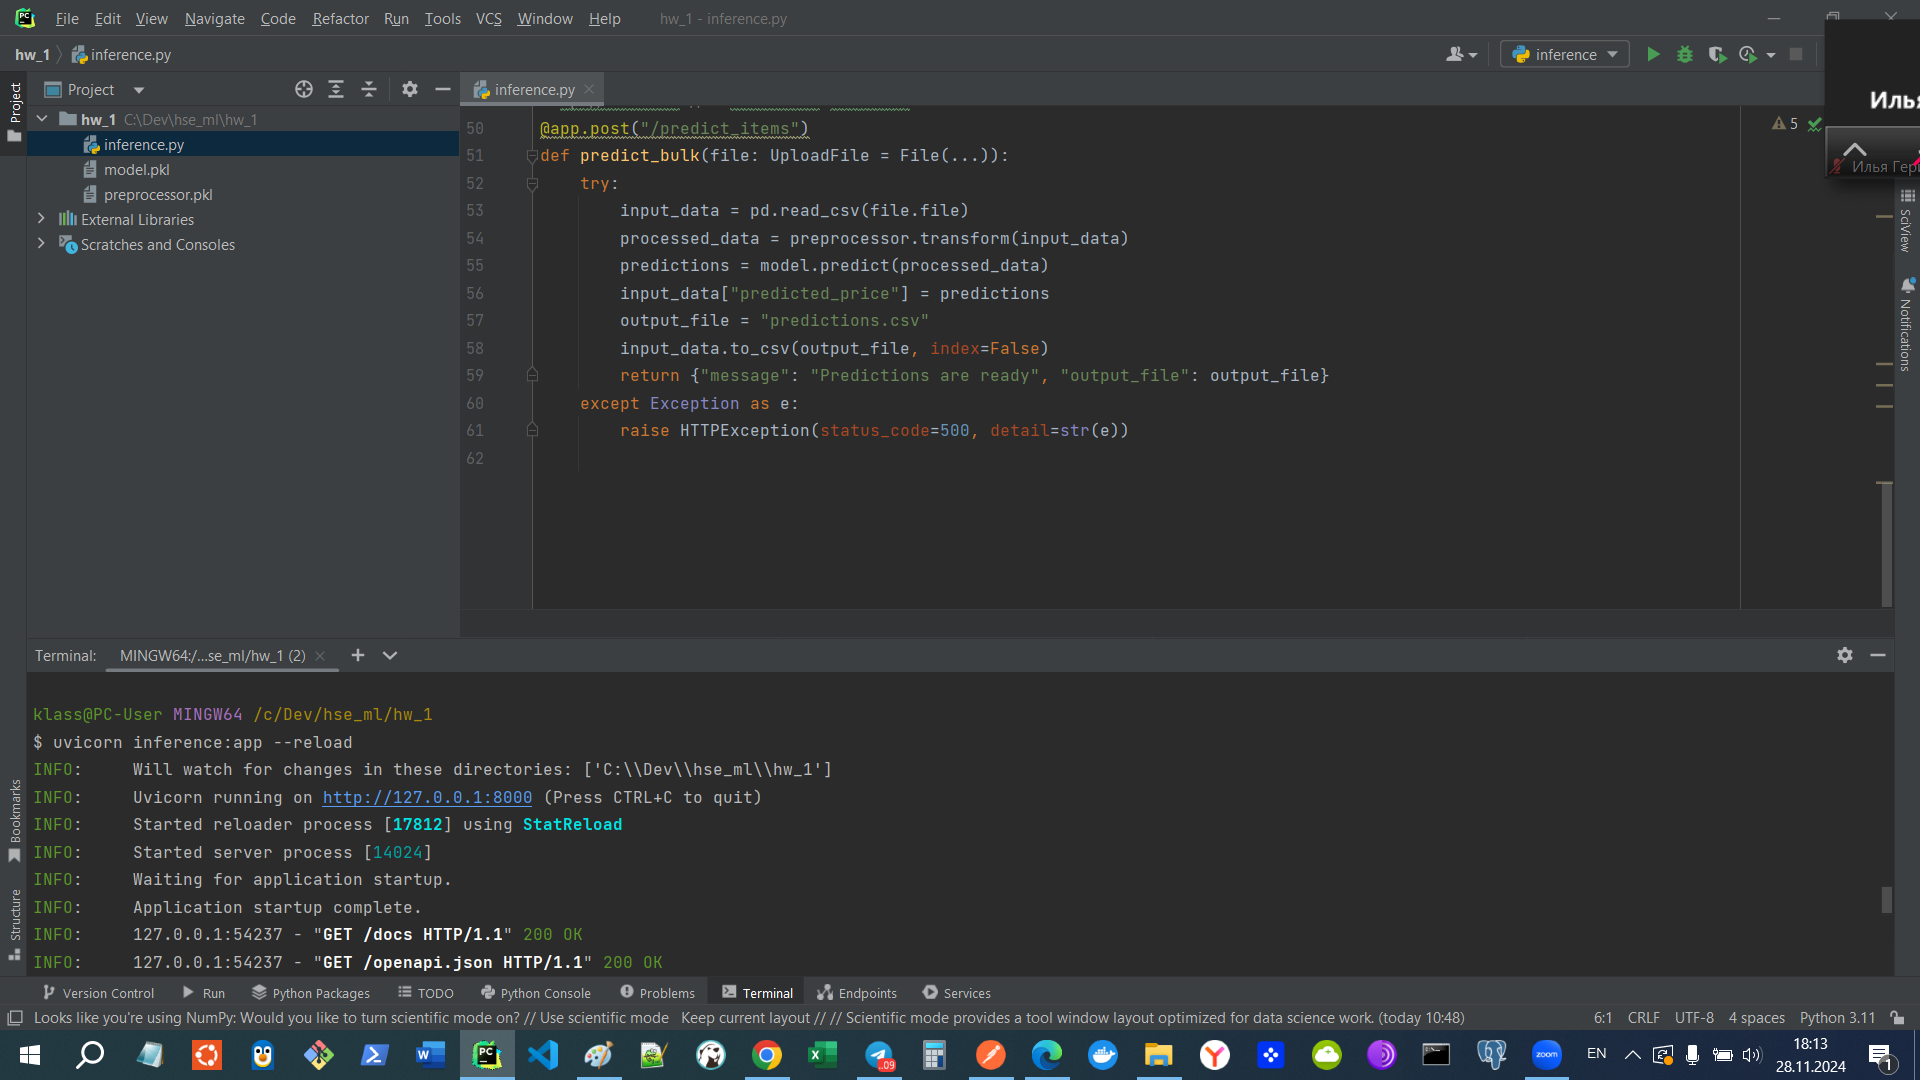 File Edit View Navigate Code Refactor Run Tools VCS Window Help hw_1 - inference.py
hw_1 inference.py inference
Project
Project
inference.py
hw_1 C:\Dev\hse_ml\hw_1
inference.py
model.pkl
preprocessor.pkl
External Libraries
Scratches and Consoles
50 @app.post("/predict_items")
51 def predict_bulk(file: UploadFile = File(...)):
52 try:
53 input_data = pd.read_csv(file.file)
54 processed_data = preprocessor.transform(input_data)
55 predictions = model.predict(processed_data)
56 input_data["predicted_price"] = predictions
57 output_file = "predictions.csv"
58 input_data.to_csv(output_file, index=False)
59 return {"message": "Predictions are ready", "output_file": output_file}
60 except Exception as e:
61 raise HTTPException(status_code=500, detail=str(e))
62
5
SciView
Notifications
Terminal: MINGW64:/...se_ml/hw_1 (2)
klass@PC-User MINGW64 /c/Dev/hse_ml/hw_1
$ uvicorn inference:app --reload
INFO: Will watch for changes in these directories: ['C:\\Dev\\hse_ml\\hw_1']
INFO: Uvicorn running on http://127.0.0.1:8000 (Press CTRL+C to quit)
INFO: Started reloader process [17812] using StatReload
INFO: Started server process [14024]
INFO: Waiting for application startup.
INFO: Application startup complete.
INFO: 127.0.0.1:54237 - "GET /docs HTTP/1.1" 200 OK
INFO: 127.0.0.1:54237 - "GET /openapi.json HTTP/1.1" 200 OK
Bookmarks
Structure
Version Control Run Python Packages TODO Python Console Problems Terminal Endpoints Services
Looks like you're using NumPy: Would you like to turn scientific mode on? // Use scientific mode Keep current layout // // Scientific mode provides a tool window layout optimized for data science work. (today 10:48) 6:1 CRLF UTF-8 4 spaces Python 3.11
EN
18:13
28.11.2024
zoom
1
Илья